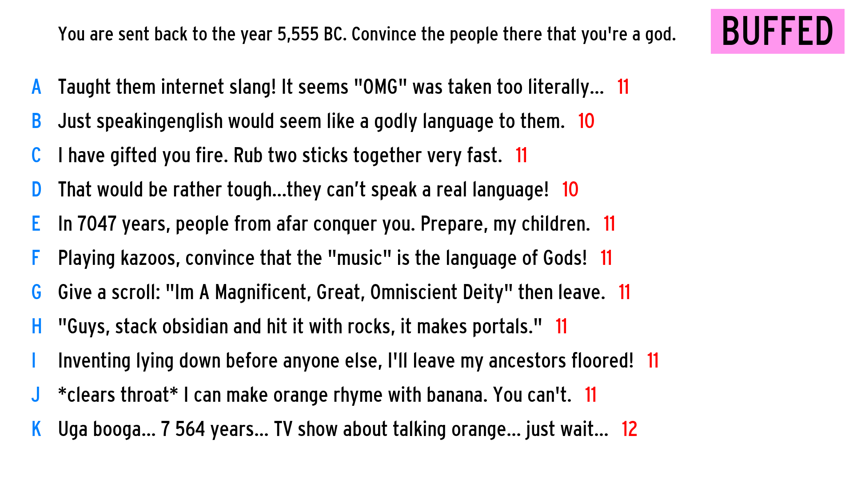 You are sent back to the year 5,555 BC. Convince the people there that you're a god.
BUFFED
A Taught them internet slang! It seems "OMG" was taken too literally... 11
B Just speakingenglish would seem like a godly language to them. 10
C I have gifted you fire. Rub two sticks together very fast. 11
D That would be rather tough...they can’t speak a real language! 10
E In 7047 years, people from afar conquer you. Prepare, my children. 11
F Playing kazoos, convince that the "music" is the language of Gods! 11
G Give a scroll: "Im A Magnificent, Great, Omniscient Deity" then leave. 11
H "Guys, stack obsidian and hit it with rocks, it makes portals." 11
I Inventing lying down before anyone else, I'll leave my ancestors floored! 11
J *clears throat* I can make orange rhyme with banana. You can't. 11
K Uga booga... 7 564 years... TV show about talking orange... just wait... 12